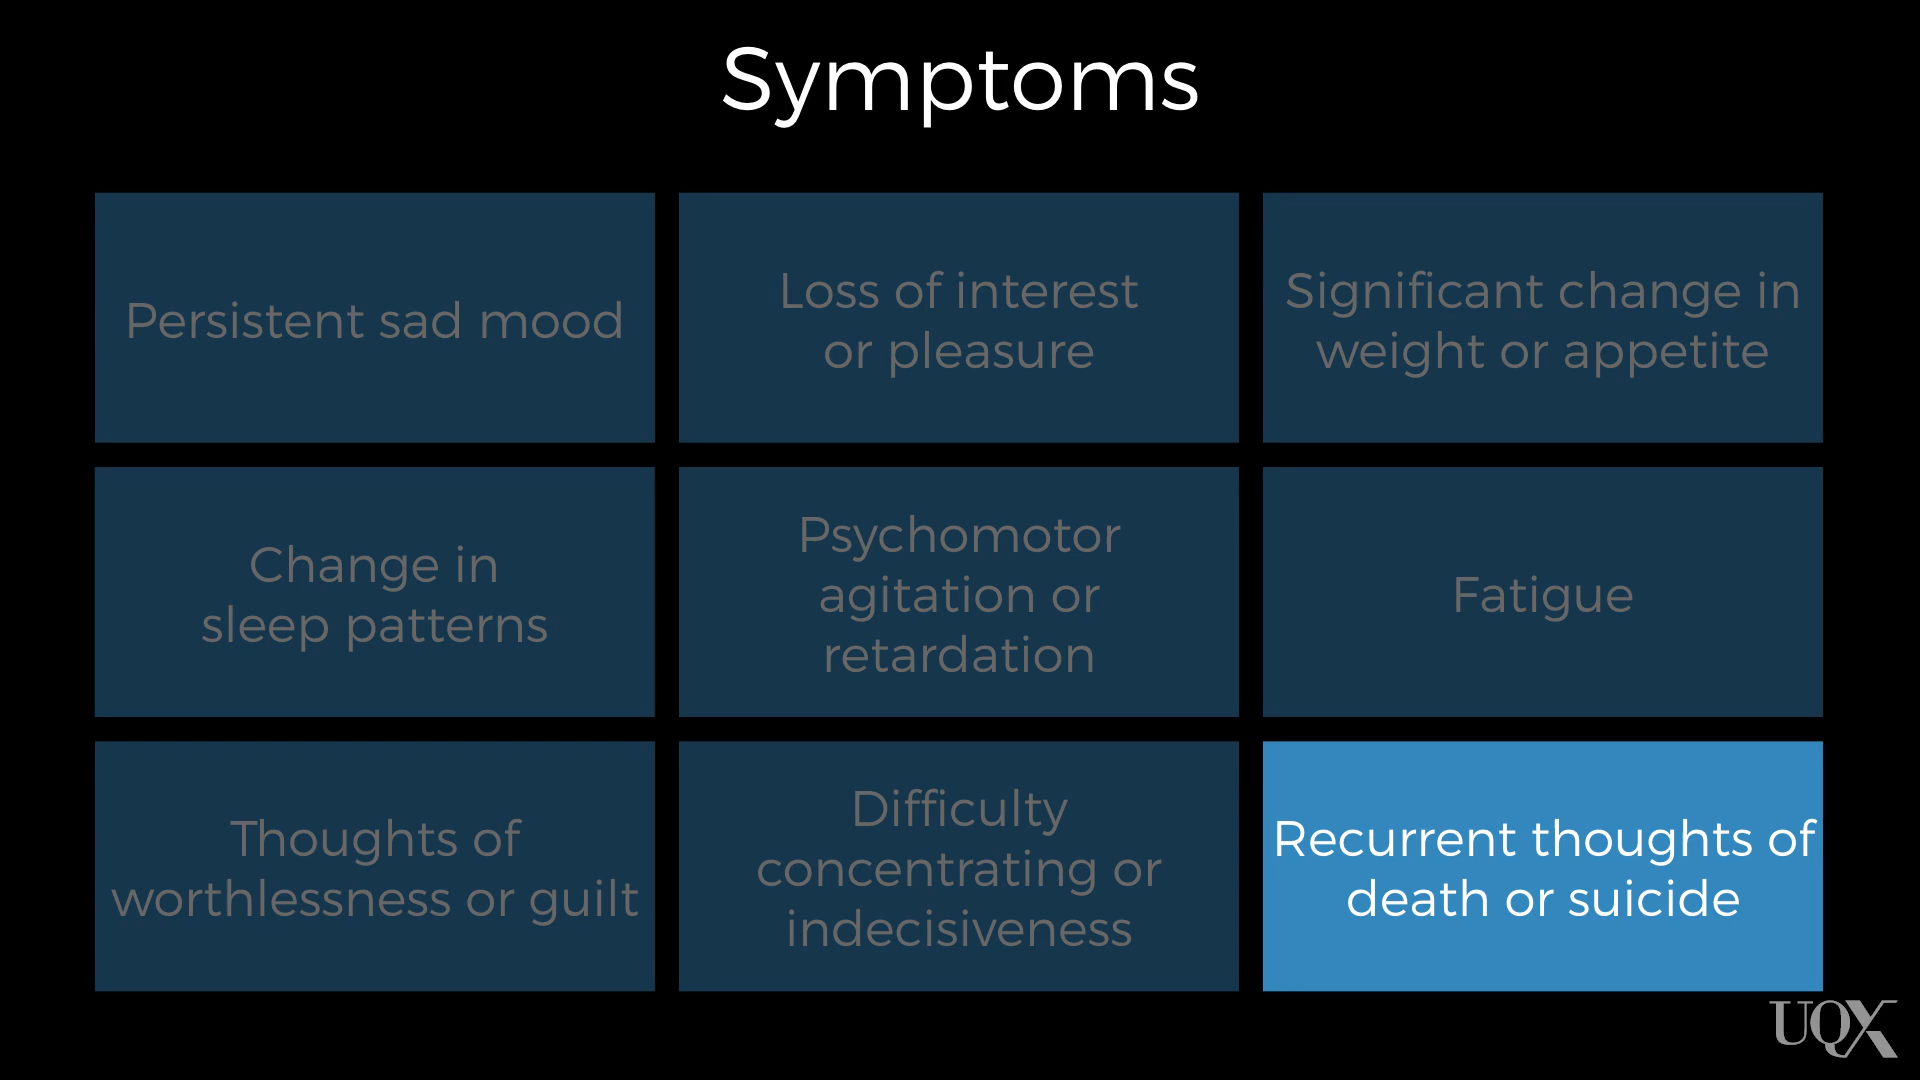 Symptoms
Persistent sad mood
Loss of interest
or pleasure
Significant change in
weight or appetite
Change in
sleep patterns
Psychomotor
agitation or
retardation
Fatigue
Thoughts of
worthlessness or guilt
Difficulty
concentrating or
indecisiveness
Recurrent thoughts of
death or suicide
UQX